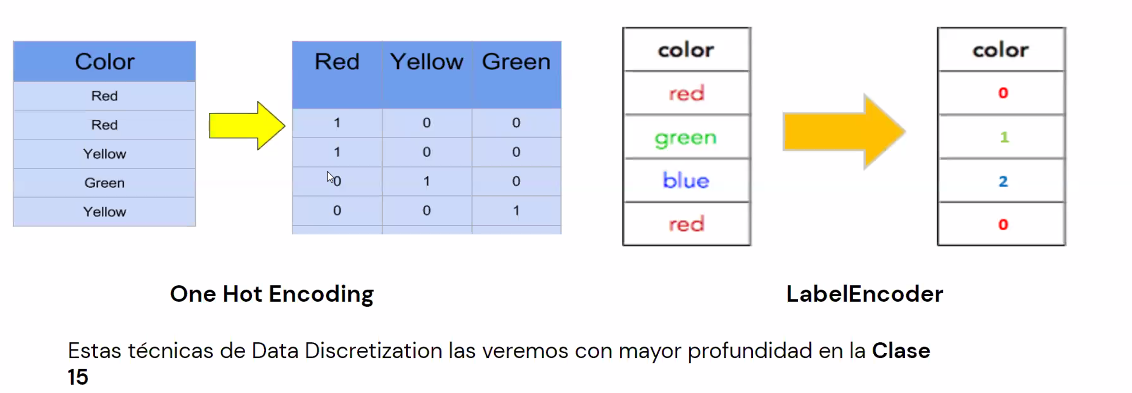 Color
Red
Red
Yellow
Green
Yellow
Red Yellow Green
1 0 0
1 0 0
0 1 0
0 0 1
One Hot Encoding
color
red
green
blue
red
color
0
1
2
0
LabelEncoder
Estas técnicas de Data Discretization las veremos con mayor profundidad en la Clase
15